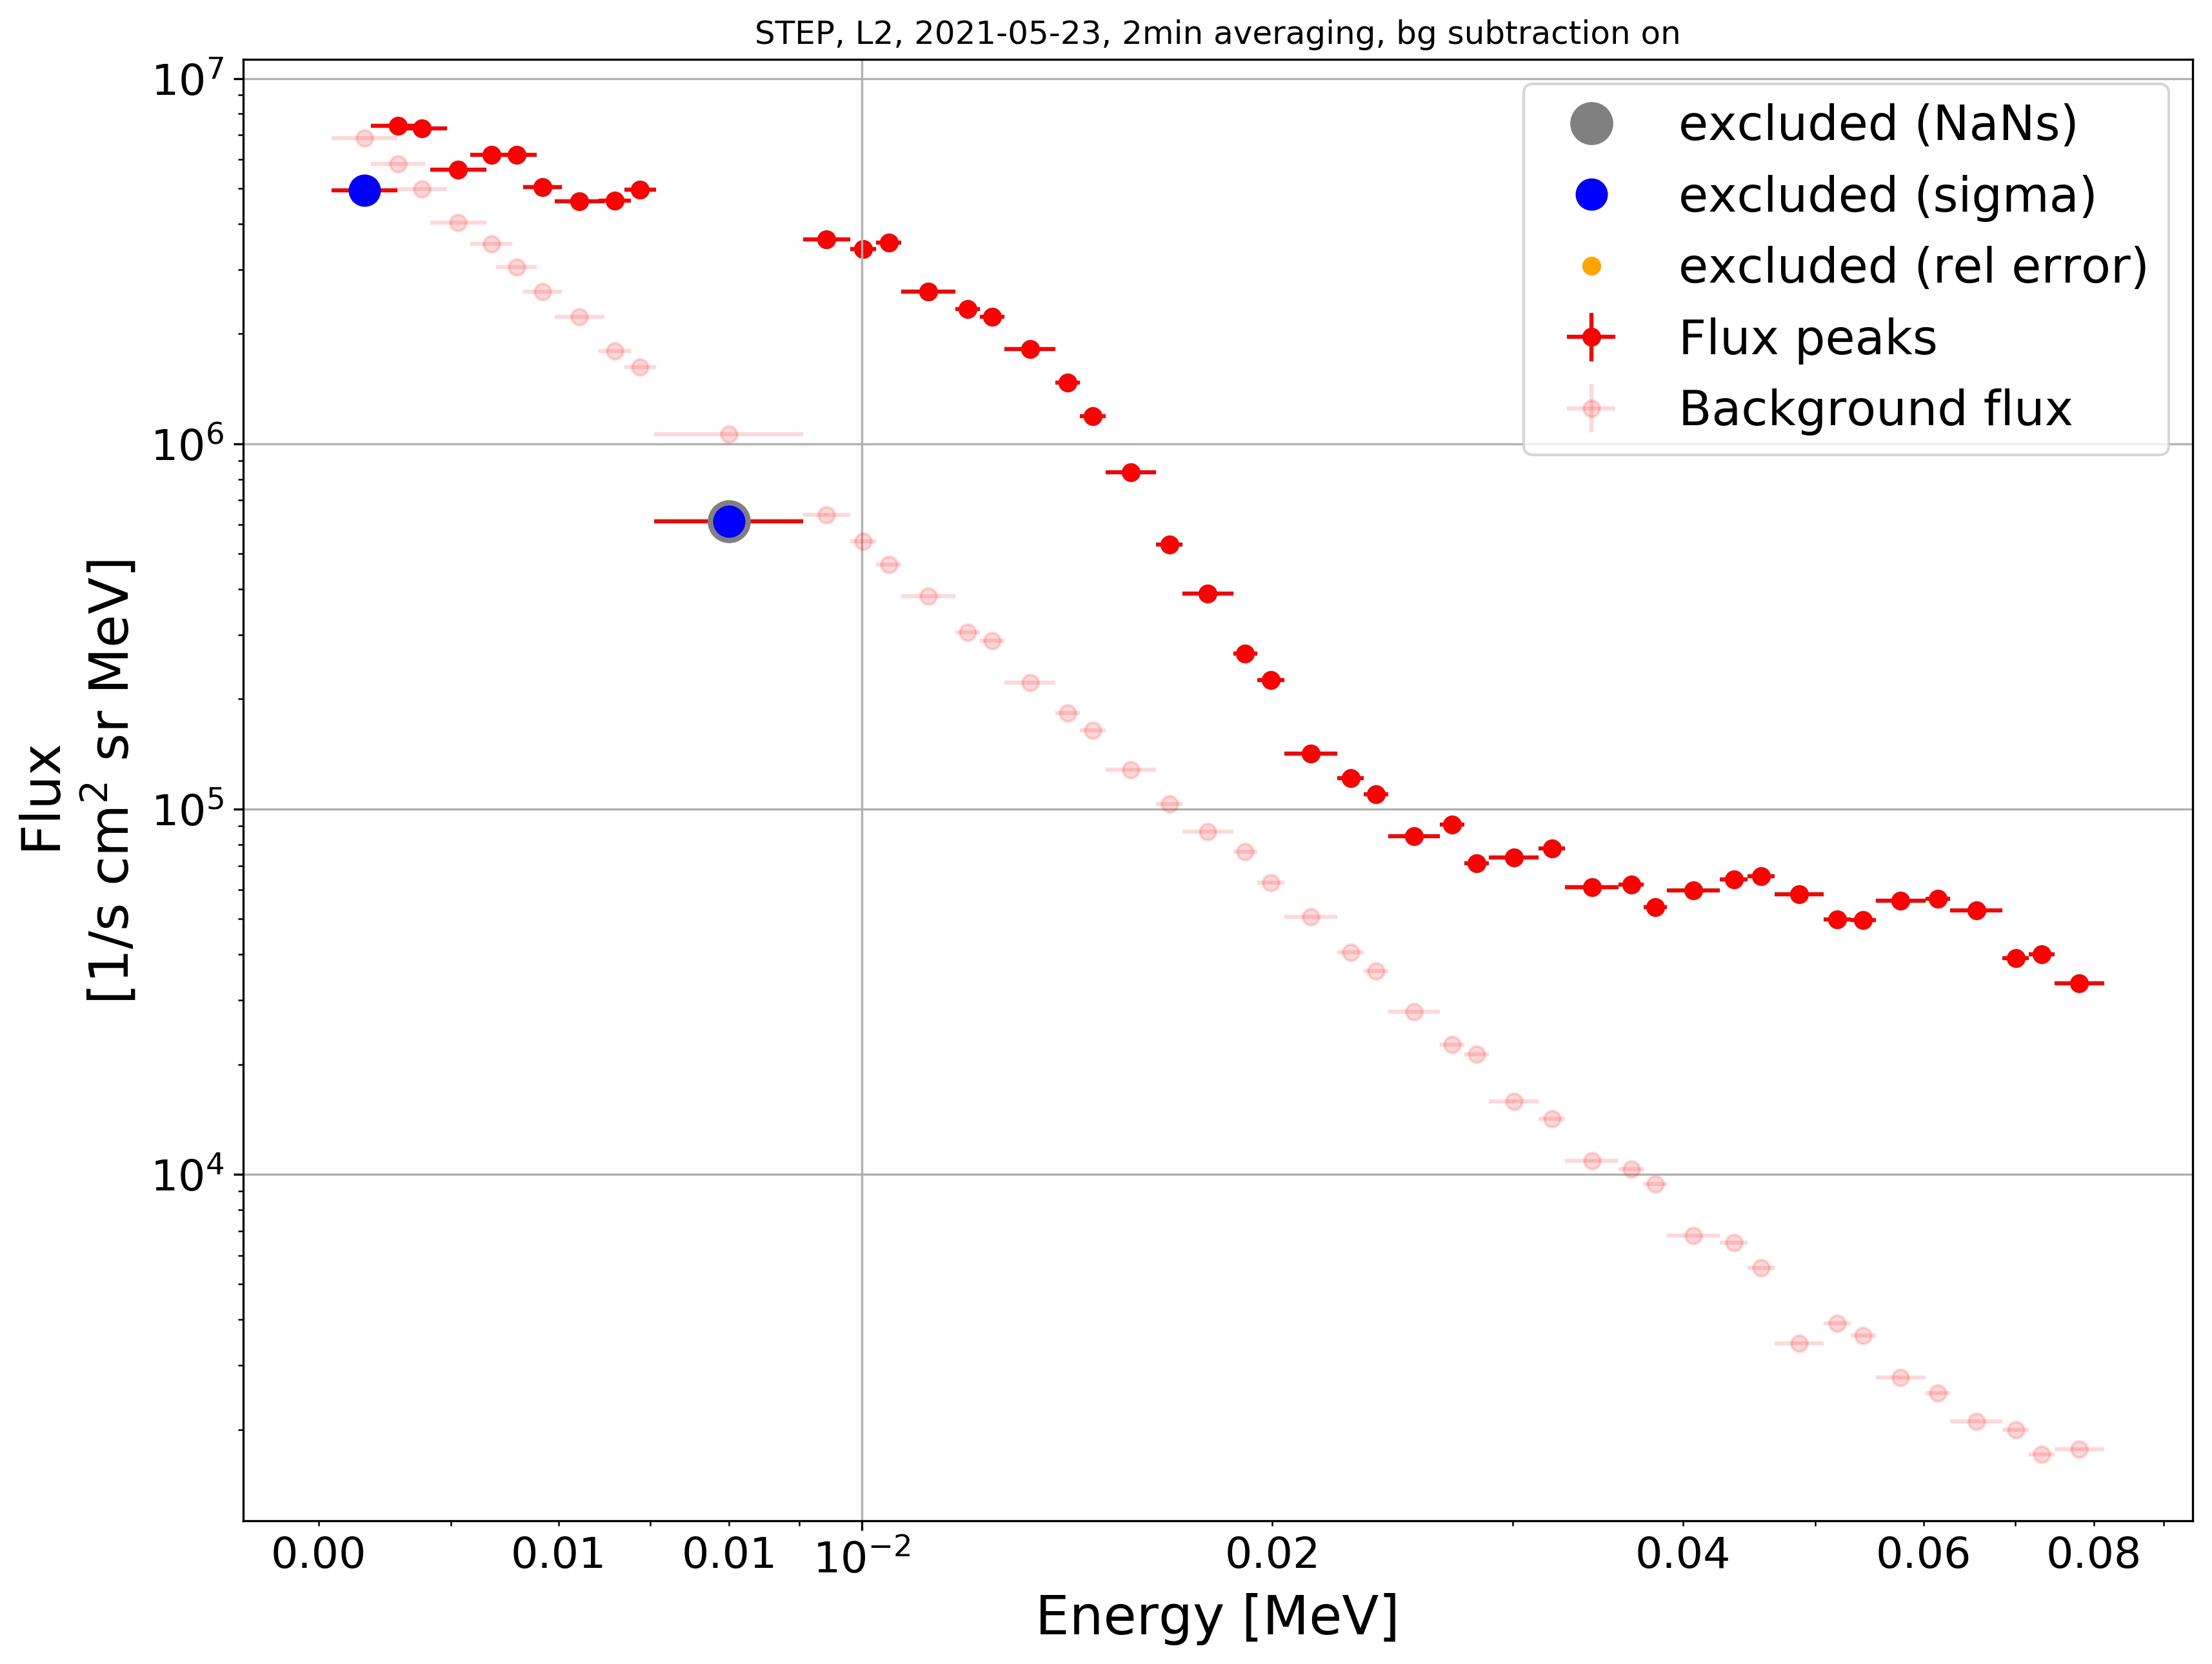 STEP, L2, 2021-05-23, 2min averaging, bg subtraction on
10⁷
10⁶
10⁵
10⁴
Flux
[1/s cm² sr MeV]
excluded (NaNs)
excluded (sigma)
excluded (rel error)
Flux peaks
Background flux
0.00 0.01 0.01 10⁻² 0.02 0.04 0.06 0.08
Energy [MeV]